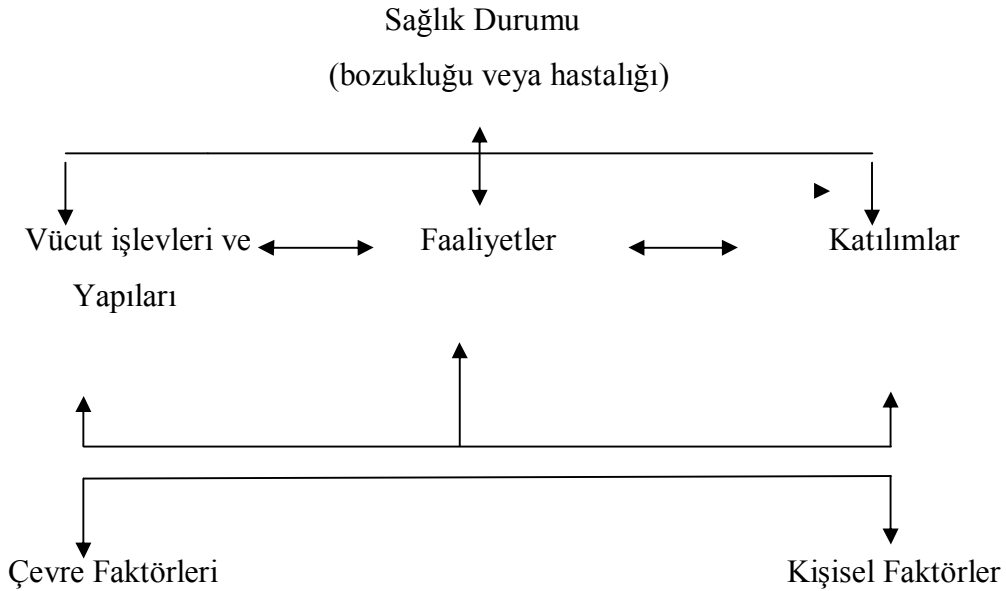 Sağlık Durumu
(bozukluğu veya hastalığı)
Vücut işlevleri ve
Yapıları
Faaliyetler
Katılımlar
Çevre Faktörleri
Kişisel Faktörler